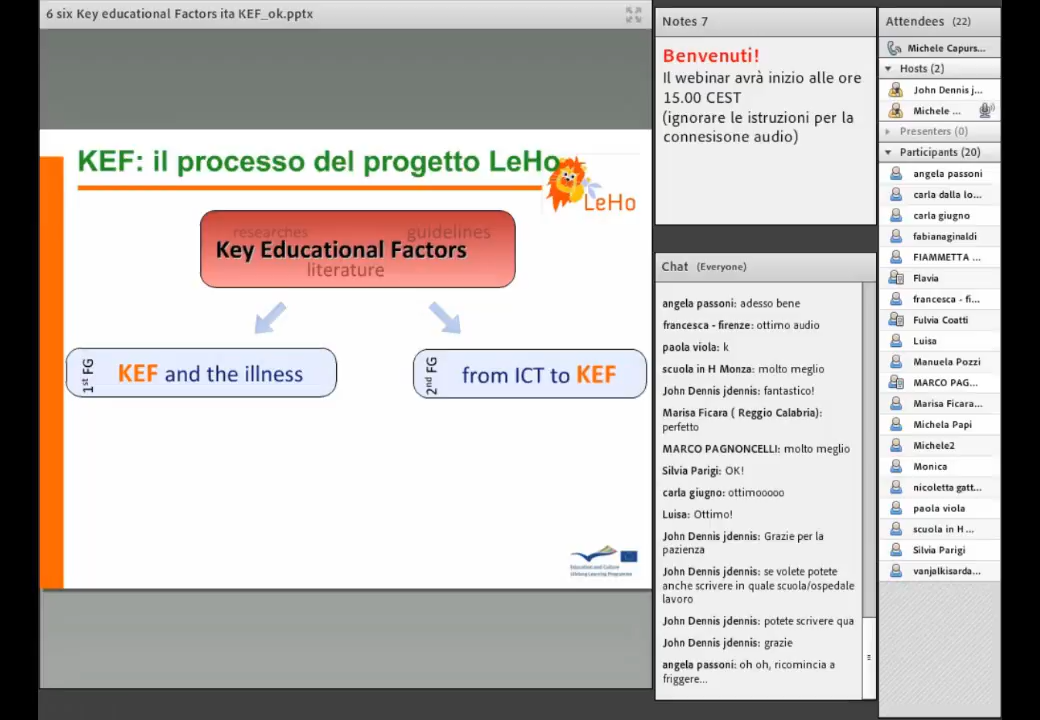 6 six Key educational Factors ita KEF_ok.pptx
KEF: il processo del progetto LeHo
LeHo
researches
guidelines
Key Educational Factors
literature
1st FG
KEF and the illness
2nd FG
from ICT to KEF
Education and Culture
Lifelong Learning Programme
Notes 7
Benvenuti!
Il webinar avrà inizio alle ore
15.00 CEST
(ignorare le istruzioni per la
connesisone audio)
Chat (Everyone)
angela passoni: adesso bene
francesca - firenze: ottimo audio
paola viola: k
scuola in H Monza: molto meglio
John Dennis jdennis: fantastico!
Marisa Ficara ( Reggio Calabria):
perfetto
MARCO PAGNONCELLI: molto meglio
Silvia Parigi: OK!
carla giugno: ottimooooo
Luisa: Ottimo!
John Dennis jdennis: Grazie per la
pazienza
John Dennis jdennis: se volete potete
anche scrivere in quale scuola/ospedale
lavoro
John Dennis jdennis: potete scrivere qua
John Dennis jdennis: grazie
angela passoni: oh oh, ricomincia a
friggere...
Attendees (22)
Michele Capurs...
Hosts (2)
John Dennis j...
Michele ...
Presenters (0)
Participants (20)
angela passoni
carla dalla lo...
carla giugno
fabianaginaldi
FIAMMETTA ...
Flavia
francesca - fi...
Fulvia Coatti
Luisa
Manuela Pozzi
MARCO PAG...
Marisa Ficara...
Michela Papi
Michele2
Monica
nicoletta gatt...
paola viola
scuola in H ...
Silvia Parigi
vanjalkisarda...